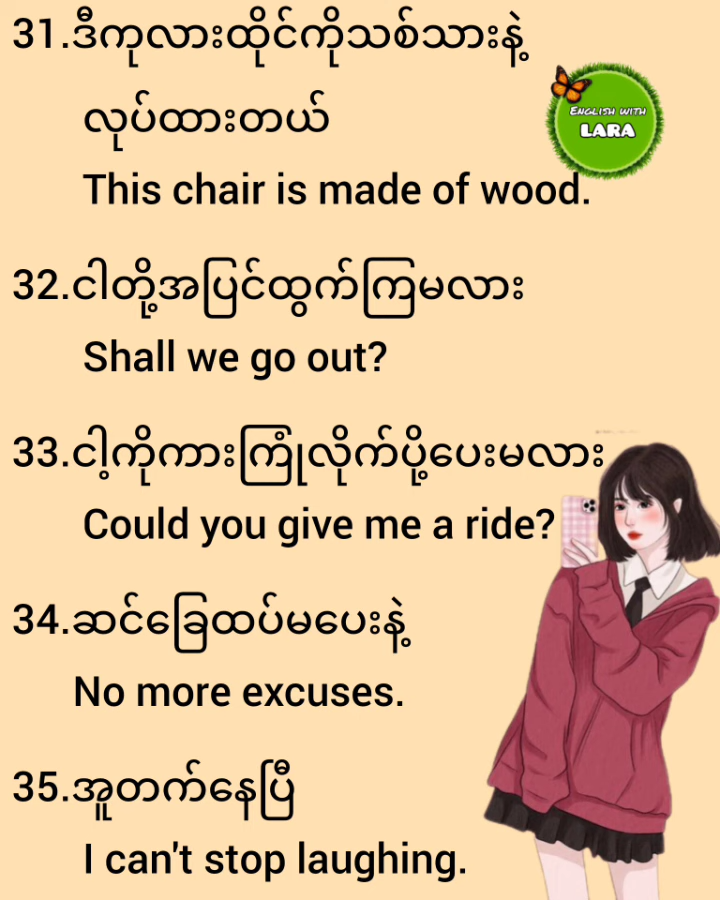 31.ဒီကုလားထိုင်ကိုသစ်သားနဲ့
လုပ်ထားတယ်
ENGLISH WITH
LARA
This chair is made of wood.
32.ငါတို့အပြင်ထွက်ကြမလား
Shall we go out?
33.ငါ့ကိုကားကြုံလိုက်ပို့ပေးမလား
Could you give me a ride?
34.ဆင်ခြေထပ်မပေးနဲ့
No more excuses.
35.အူတက်နေပြီ
I can't stop laughing.